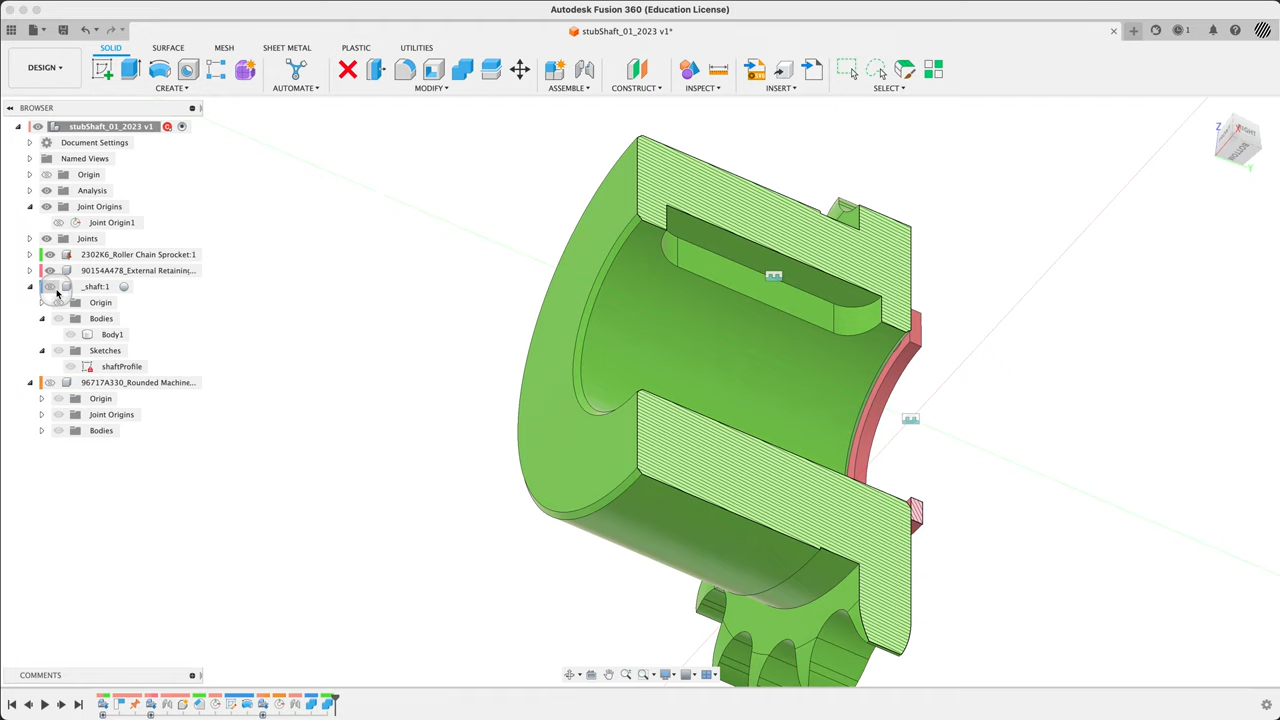 Autodesk Fusion 360 (Education License)
stubShaft_01_2023 v1*
1
DESIGN
SOLID
SURFACE
MESH
SHEET METAL
PLASTIC
UTILITIES
CREATE
AUTOMATE
MODIFY
ASSEMBLE
CONSTRUCT
INSPECT
INSERT
SELECT
BROWSER
stubShaft_01_2023 v1
Document Settings
Named Views
Origin
Analysis
Joint Origins
Joint Origin1
Joints
2302K6_Roller Chain Sprocket:1
90154A478_External Retaining...
_shaft:1
Origin
Bodies
Body1
Sketches
shaftProfile
96717A330_Rounded Machine...
Origin
Joint Origins
Bodies
Z
X
Y
RIGHT
BOTTOM
COMMENTS